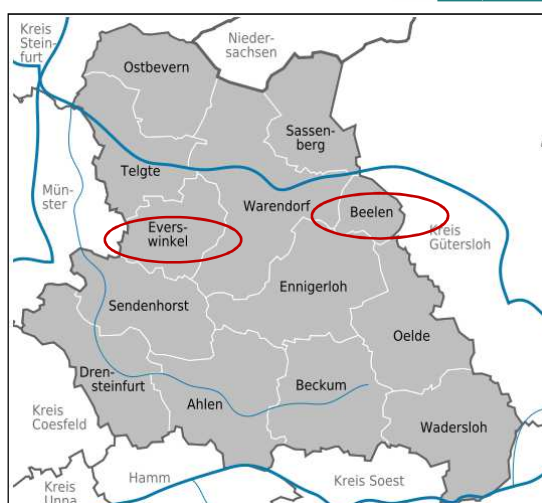 Kreis
Stein-
furt
Nieder-
sachsen
Ostbevern
Sassen-
berg
Telgte
Mün-
ster
Warendorf
Beelen
Evers-
winkel
Kreis
Gütersloh
Ennigerloh
Sendenhorst
Oelde
Dren-
steinfurt
Beckum
Ahlen
Kreis
Coesfeld
Wadersloh
Hamm
Kreis Soest
Kreis
Unna